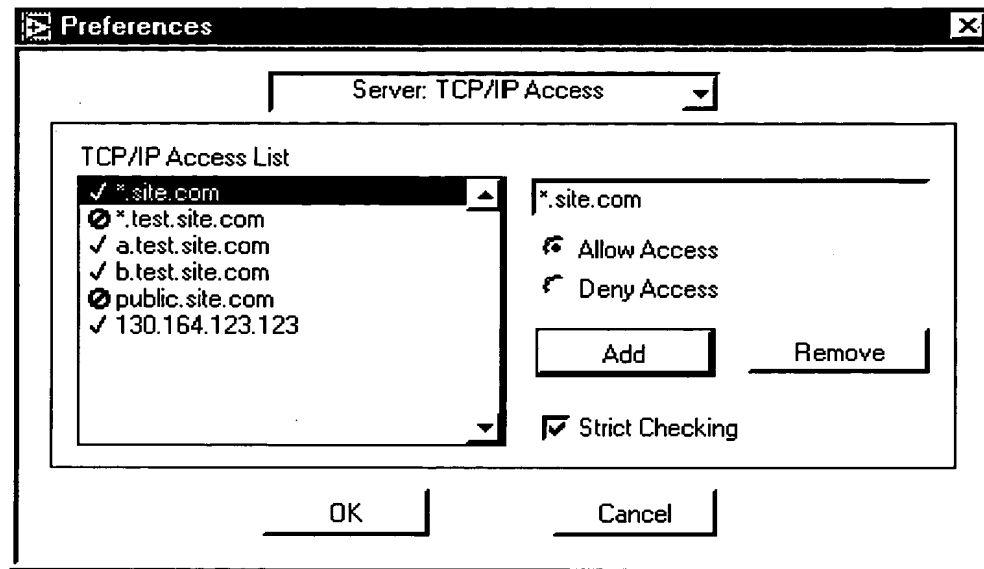 Preferences
Server: TCP/IP Access
TCP/IP Access List
*.site.com
*.test.site.com
a.test.site.com
b.test.site.com
public.site.com
130.164.123.123
*.site.com
Allow Access
Deny Access
Add
Remove
Strict Checking
OK
Cancel